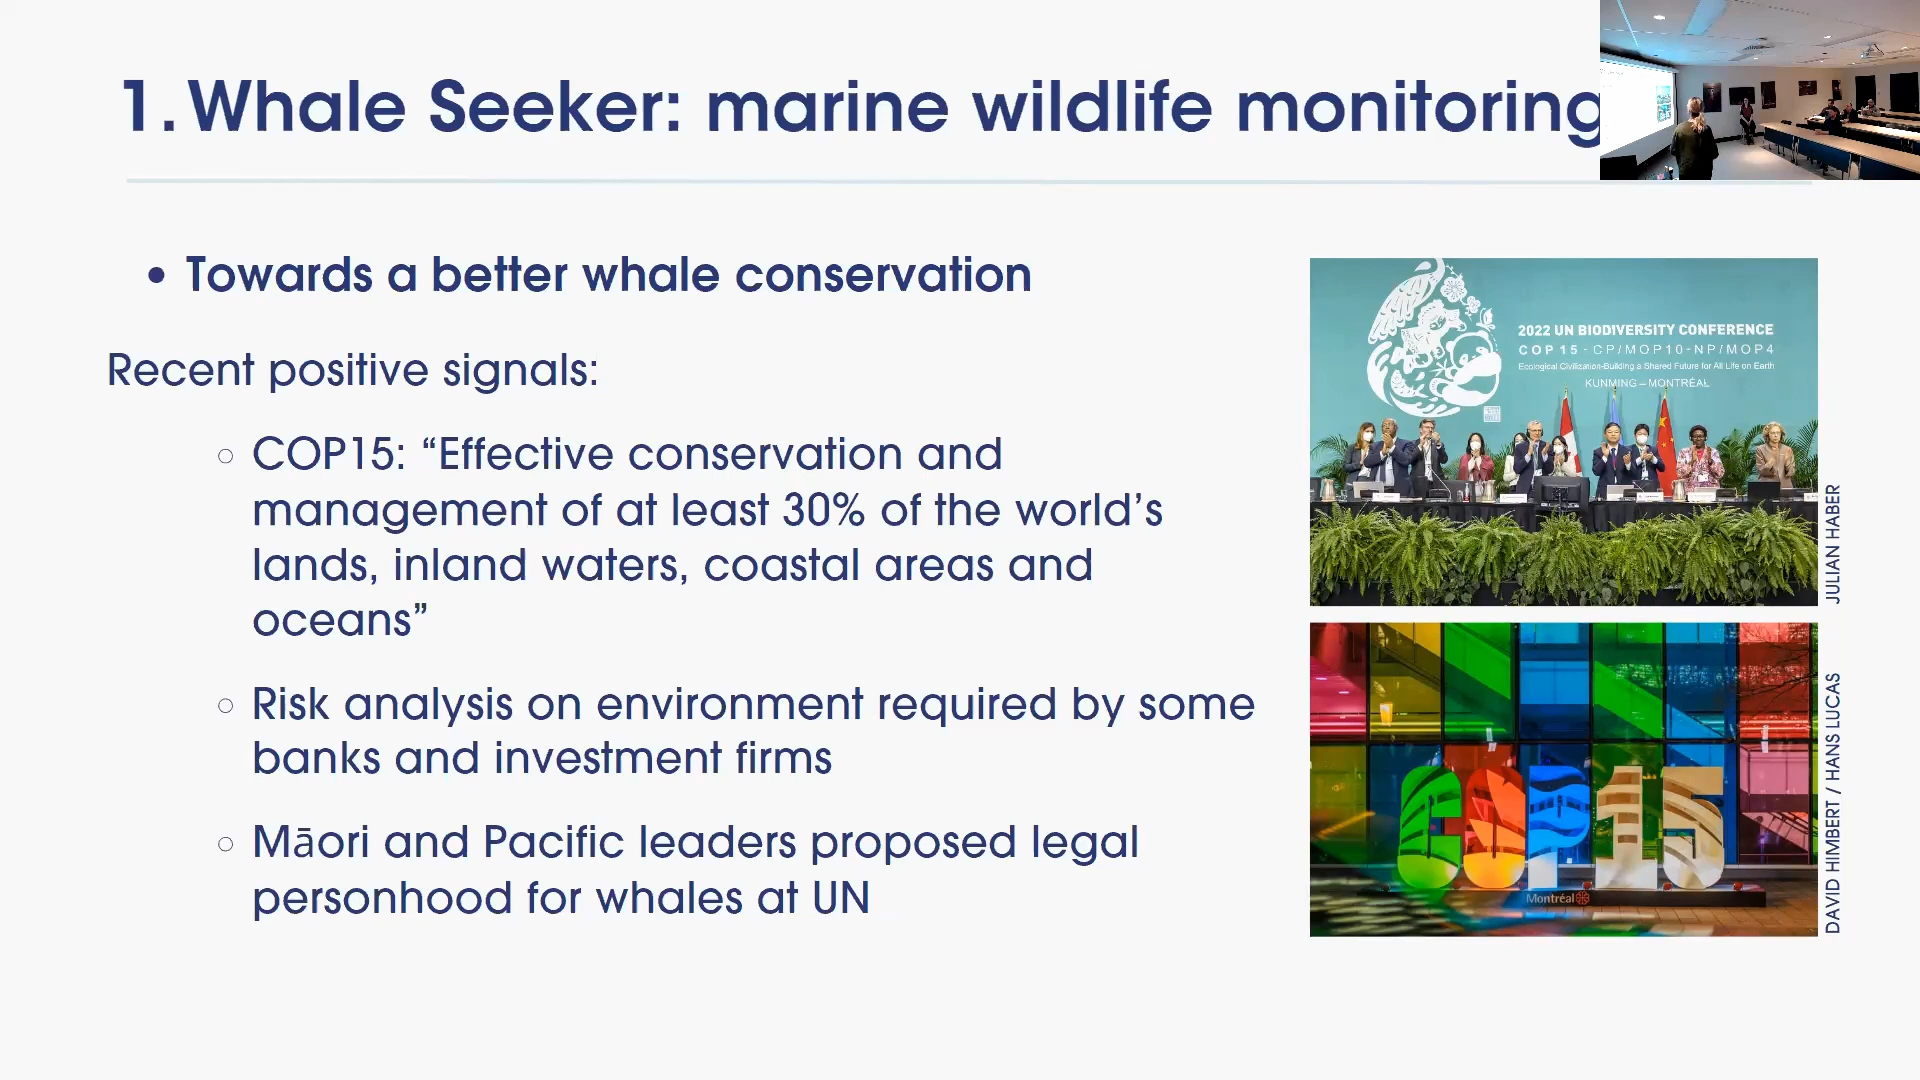 1. Whale Seeker: marine wildlife monitoring
• Towards a better whale conservation
Recent positive signals:
○ COP15: “Effective conservation and
management of at least 30% of the world’s
lands, inland waters, coastal areas and
oceans”
○ Risk analysis on environment required by some
banks and investment firms
○ Māori and Pacific leaders proposed legal
personhood for whales at UN
2022 UN BIODIVERSITY CONFERENCE
COP 15 - CP/MOP10-NP/MOP4
Ecological Civilization-Building a Shared Future for All Life on Earth
KUNMING – MONTRÉAL
JULIAN HABER
COP15
Montréal
DAVID HIMBERT / HANS LUCAS